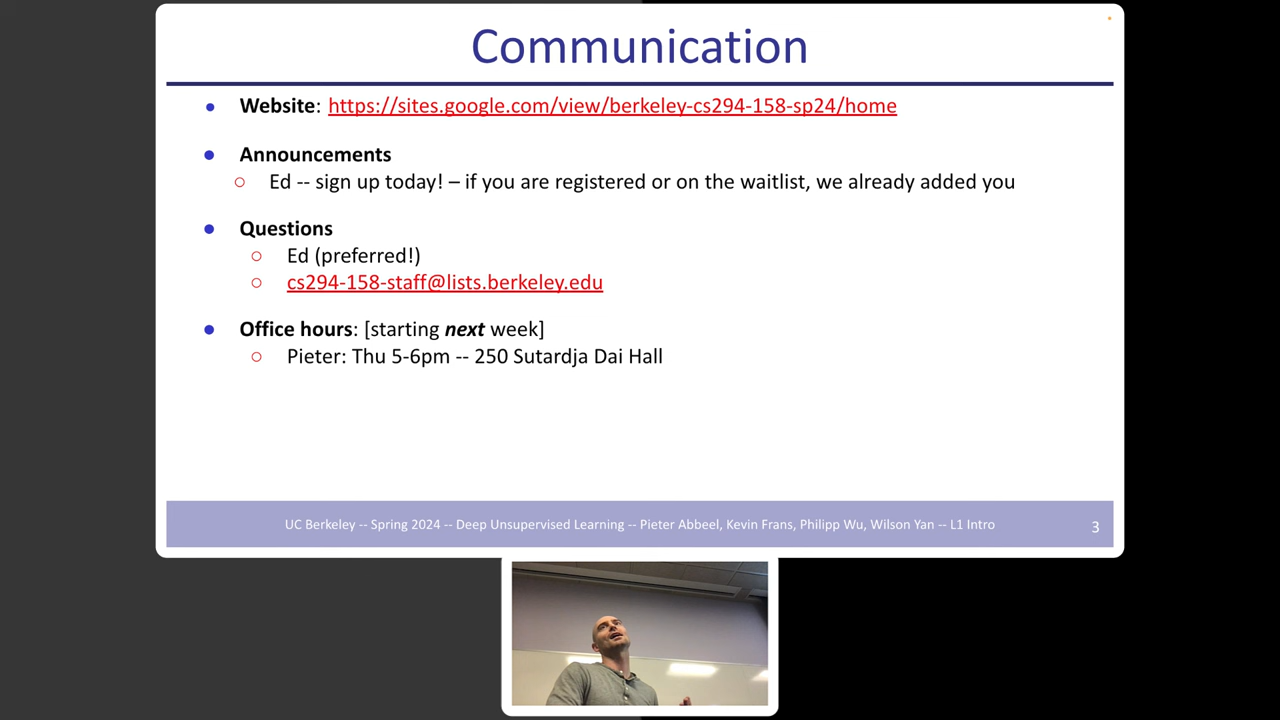 Communication
● Website: https://sites.google.com/view/berkeley-cs294-158-sp24/home
● Announcements
○ Ed -- sign up today! – if you are registered or on the waitlist, we already added you
● Questions
○ Ed (preferred!)
○ cs294-158-staff@lists.berkeley.edu
● Office hours: [starting next week]
○ Pieter: Thu 5-6pm -- 250 Sutardja Dai Hall
UC Berkeley -- Spring 2024 -- Deep Unsupervised Learning -- Pieter Abbeel, Kevin Frans, Philipp Wu, Wilson Yan -- L1 Intro
3